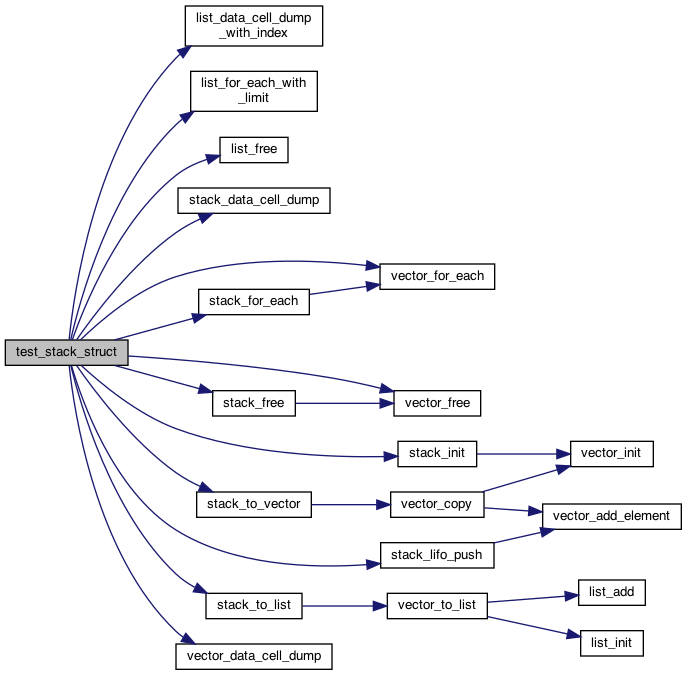 list_data_cell_dump
_with_index
list_for_each_with
_limit
list_free
stack_data_cell_dump
vector_for_each
stack_for_each
test_stack_struct
stack_free
vector_free
stack_init
vector_init
stack_to_vector
vector_copy
vector_add_element
stack_lifo_push
stack_to_list
vector_to_list
list_add
list_init
vector_data_cell_dump